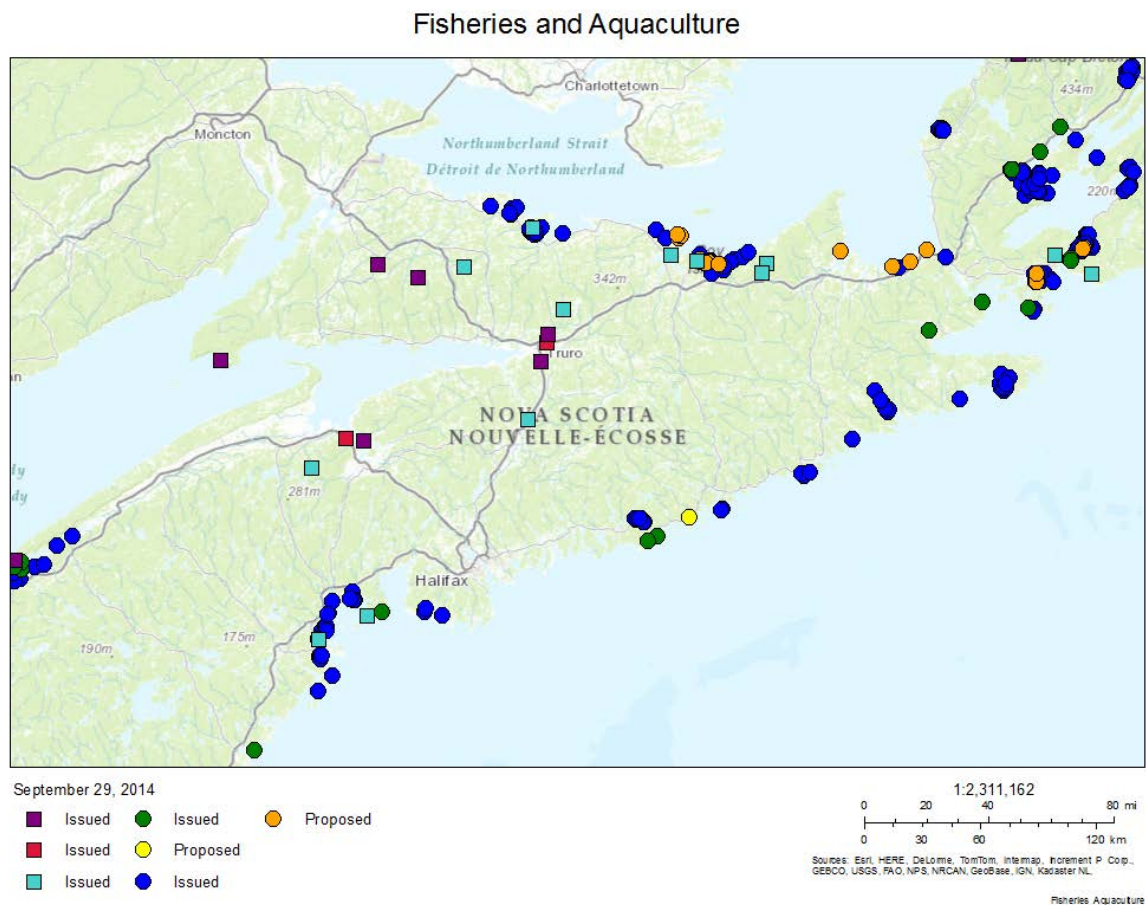 Fisheries and Aquaculture
434m
Charlottetown
Moncton
Northumberland Strait
Détroit de Northumberland
220m
342m
Truro
NOVA SCOTIA
NOUVELLE-ÉCOSSE
dy
dy
281m
Halifax
175m
190m
September 29, 2014
1:2,311,162
0 20 40 80 mi
0 30 60 120 km
Issued Issued Proposed
Issued Proposed
Issued Issued
Sources: Esri, HERE, DeLorme, TomTom, Intermap, Increment P Corp.,
GEBCO, USGS, FAO, NPS, NRCAN, GeoBase, IGN, Kadaster NL,
Fisheries Aquaculture